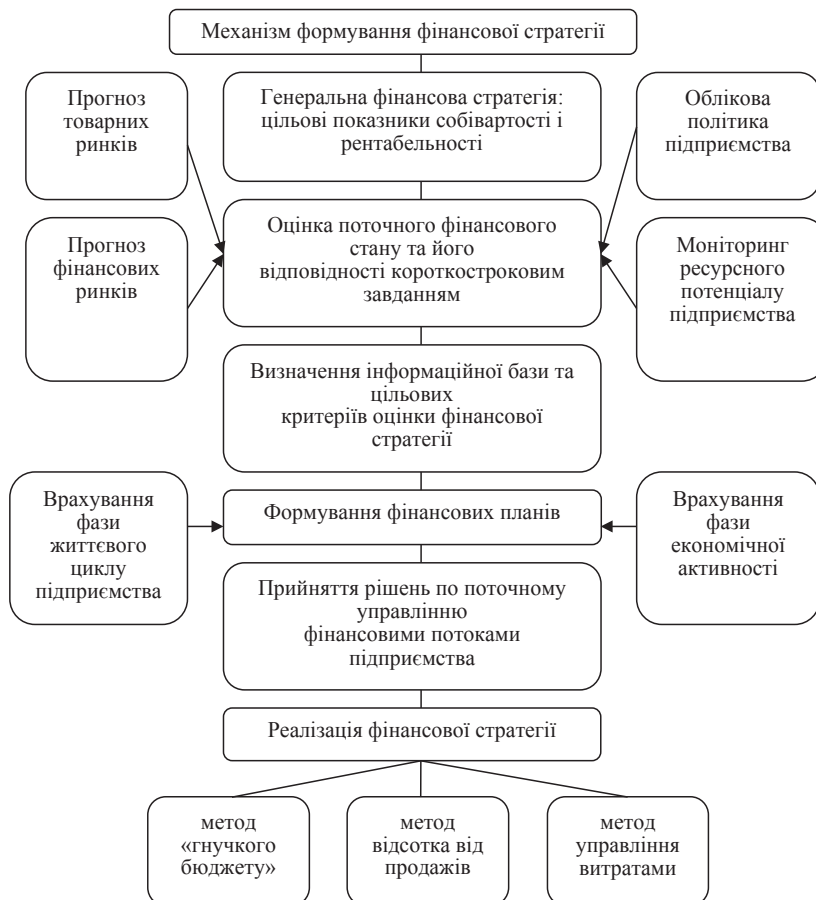 Механізм формування фінансової стратегії
Прогноз
товарних
ринків
Генеральна фінансова стратегія:
цільові показники собівартості і
рентабельності
Облікова
політика
підприємства
Прогноз
фінансових
ринків
Оцінка поточного фінансового
стану та його
відповідності короткостроковим
завданням
Моніторинг
ресурсного
потенціалу
підприємства
Визначення інформаційної бази та
цільових
критеріїв оцінки фінансової
стратегії
Врахування
фази
життєвого
циклу
підприємства
Формування фінансових планів
Врахування
фази
економічної
активності
Прийняття рішень по поточному
управлінню
фінансовими потоками
підприємства
Реалізація фінансової стратегії
метод
«гнучкого
бюджету»
метод
відсотка від
продажів
метод
управління
витратами